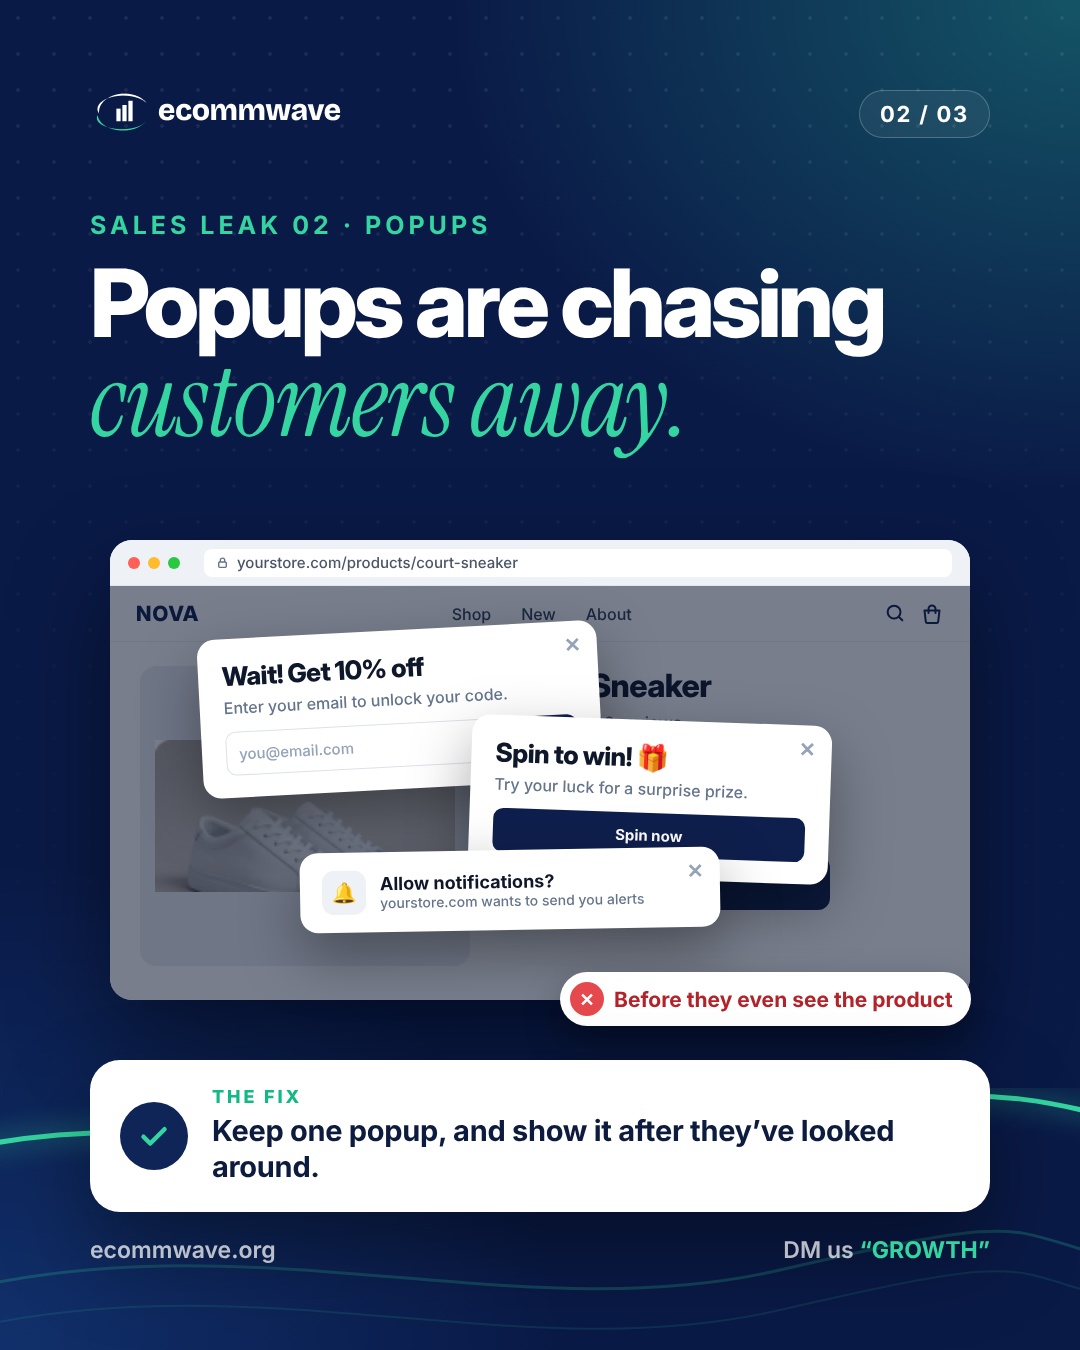 ecommwave
02 / 03
SALES LEAK 02 · POPUPS
Popups are chasing
customers away.
yourstore.com/products/court-sneaker
NOVA
Shop New About
Wait! Get 10% off
Enter your email to unlock your code.
you@email.com
Sneaker
Spin to win! 🎁
Try your luck for a surprise prize.
Spin now
Allow notifications?
yourstore.com wants to send you alerts
Before they even see the product
THE FIX
Keep one popup, and show it after they’ve looked
around.
ecommwave.org
DM us “GROWTH”